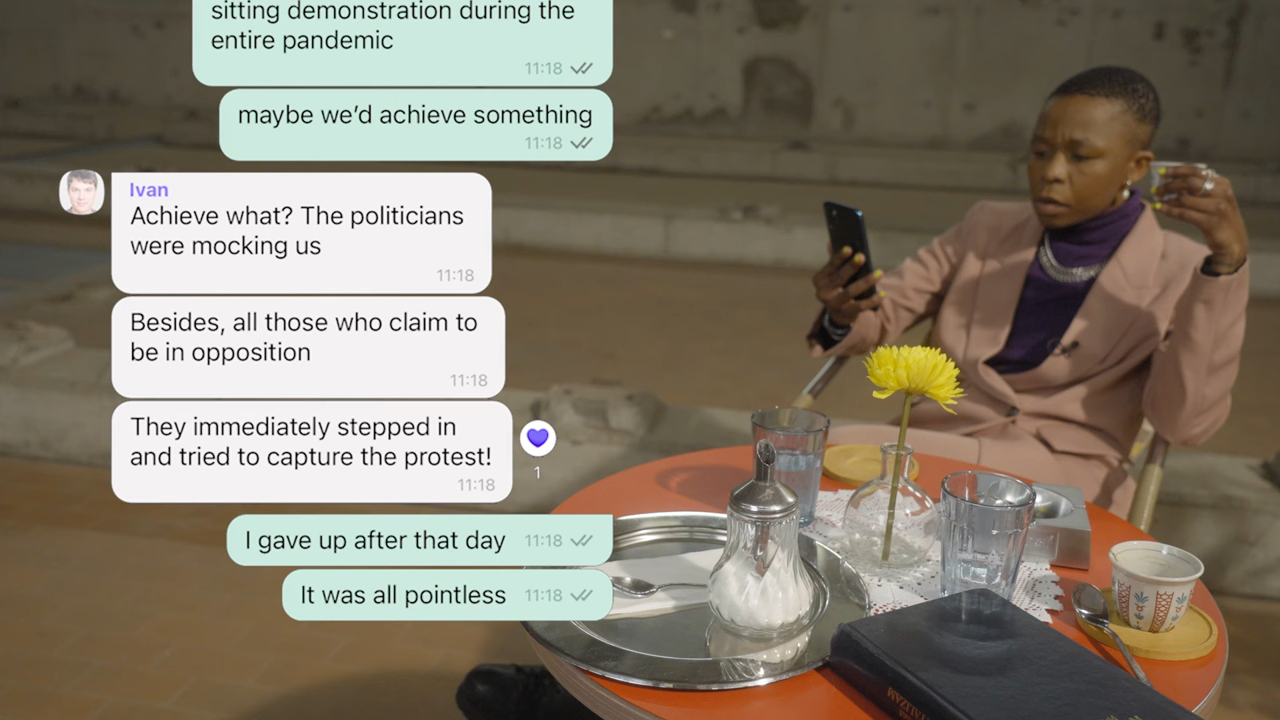 sitting demonstration during the
entire pandemic
11:18
maybe we'd achieve something
11:18
Ivan
Achieve what? The politicians
were mocking us
11:18
Besides, all those who claim to
be in opposition
11:18
They immediately stepped in
and tried to capture the protest!
11:18
1
I gave up after that day 11:18
It was all pointless 11:18